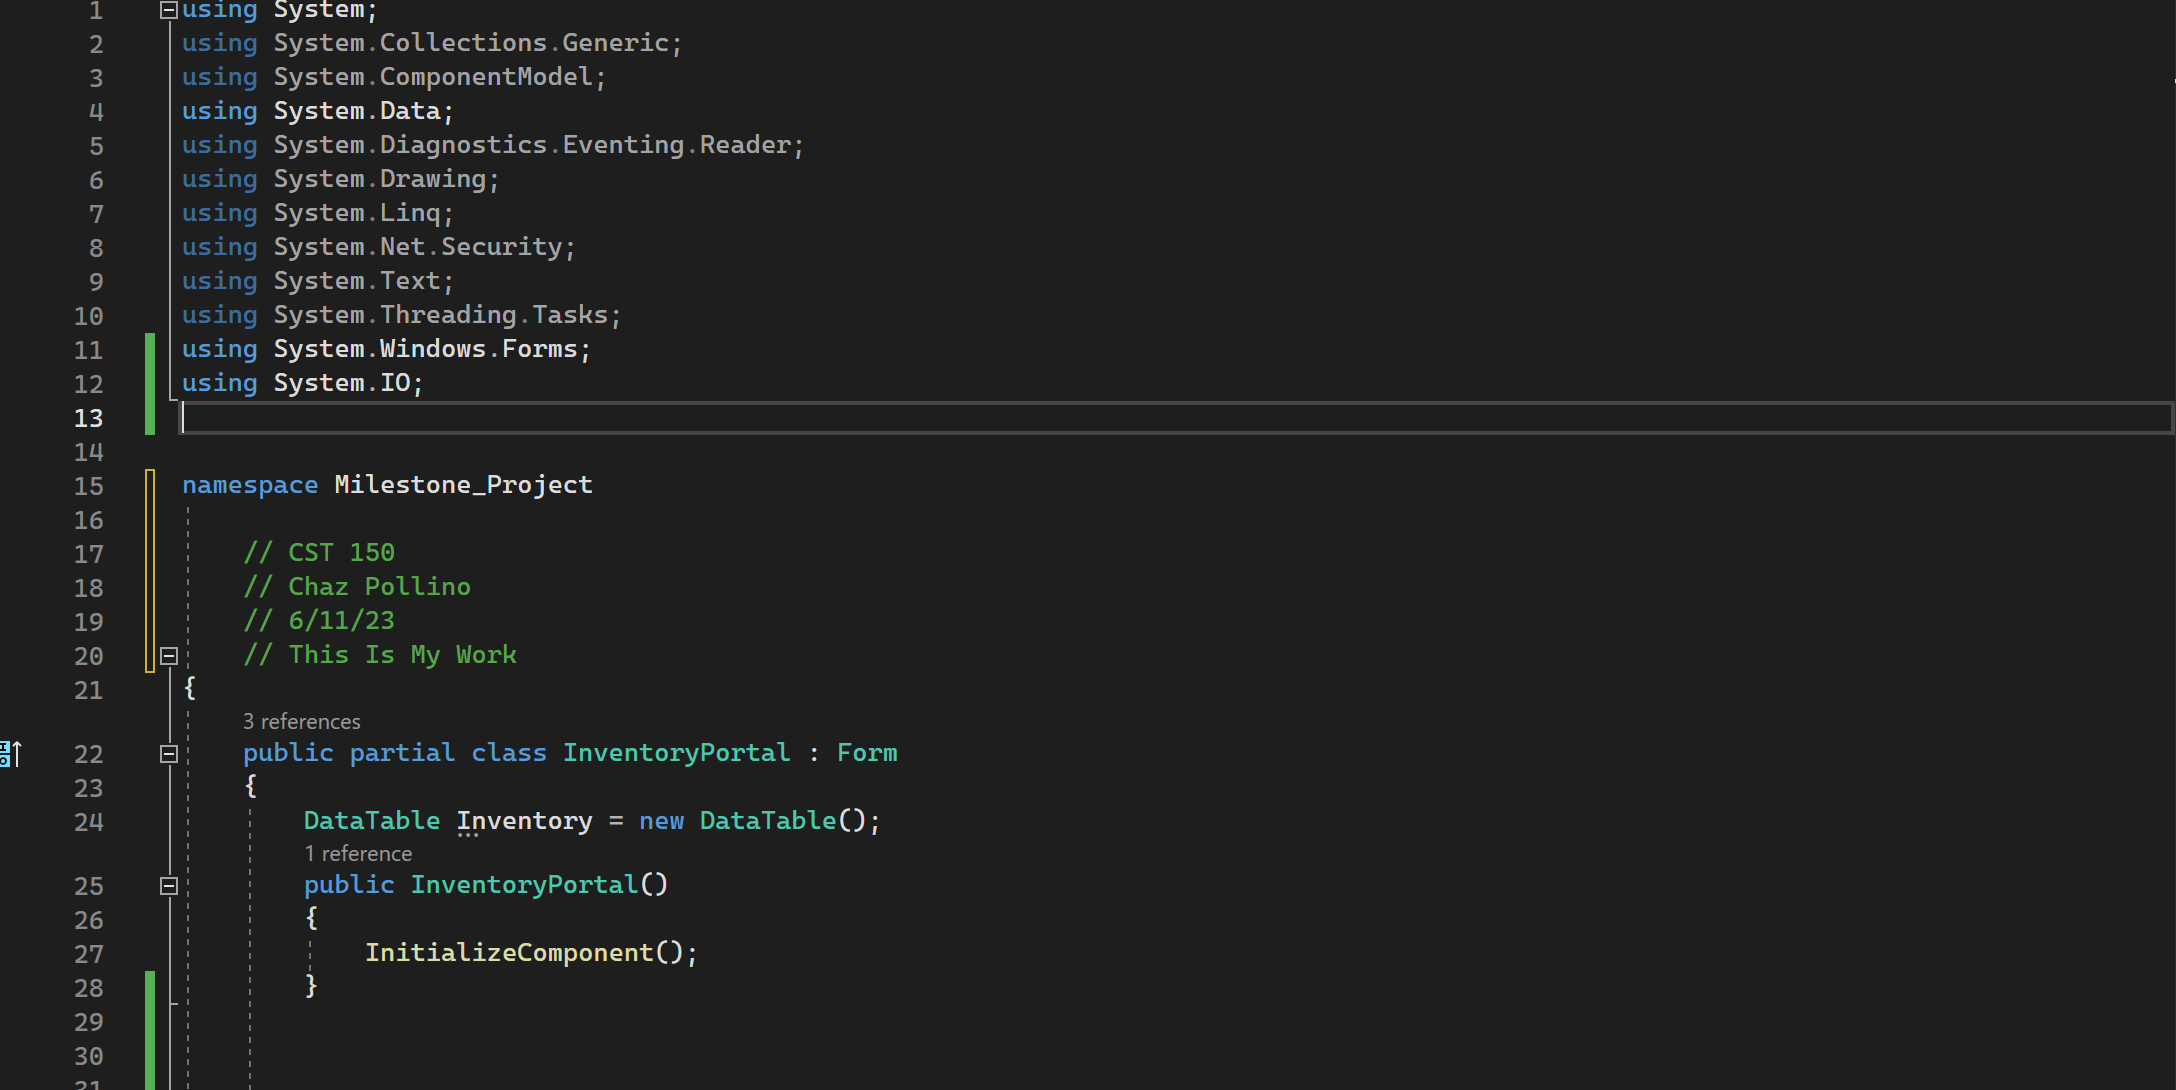 1 using System;
2 using System.Collections.Generic;
3 using System.ComponentModel;
4 using System.Data;
5 using System.Diagnostics.Eventing.Reader;
6 using System.Drawing;
7 using System.Linq;
8 using System.Net.Security;
9 using System.Text;
10 using System.Threading.Tasks;
11 using System.Windows.Forms;
12 using System.IO;
13
14
15 namespace Milestone_Project
16
17 // CST 150
18 // Chaz Pollino
19 // 6/11/23
20 // This Is My Work
21 {
3 references
22 public partial class InventoryPortal : Form
23 {
24 DataTable Inventory = new DataTable();
1 reference
25 public InventoryPortal()
26 {
27 InitializeComponent();
28 }
29
30
31